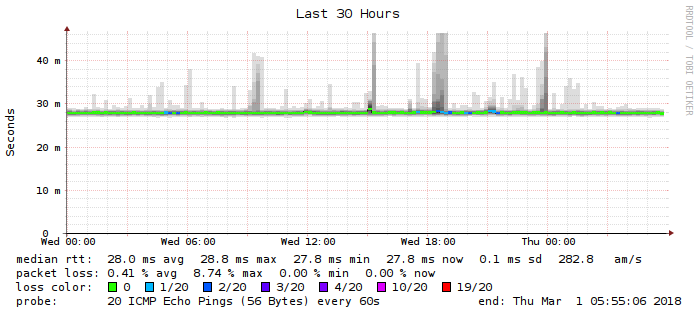 Last 30 Hours
RRDTOOL / TOBI OETIKER
Seconds
40 m
30 m
20 m
10 m
0
Wed 00:00 Wed 06:00 Wed 12:00 Wed 18:00 Thu 00:00
median rtt: 28.0 ms avg 28.8 ms max 27.8 ms min 27.8 ms now 0.1 ms sd 282.8 am/s
packet loss: 0.41 % avg 8.74 % max 0.00 % min 0.00 % now
loss color: 0 1/20 2/20 3/20 4/20 10/20 19/20
probe: 20 ICMP Echo Pings (56 Bytes) every 60s end: Thu Mar 1 05:55:06 2018